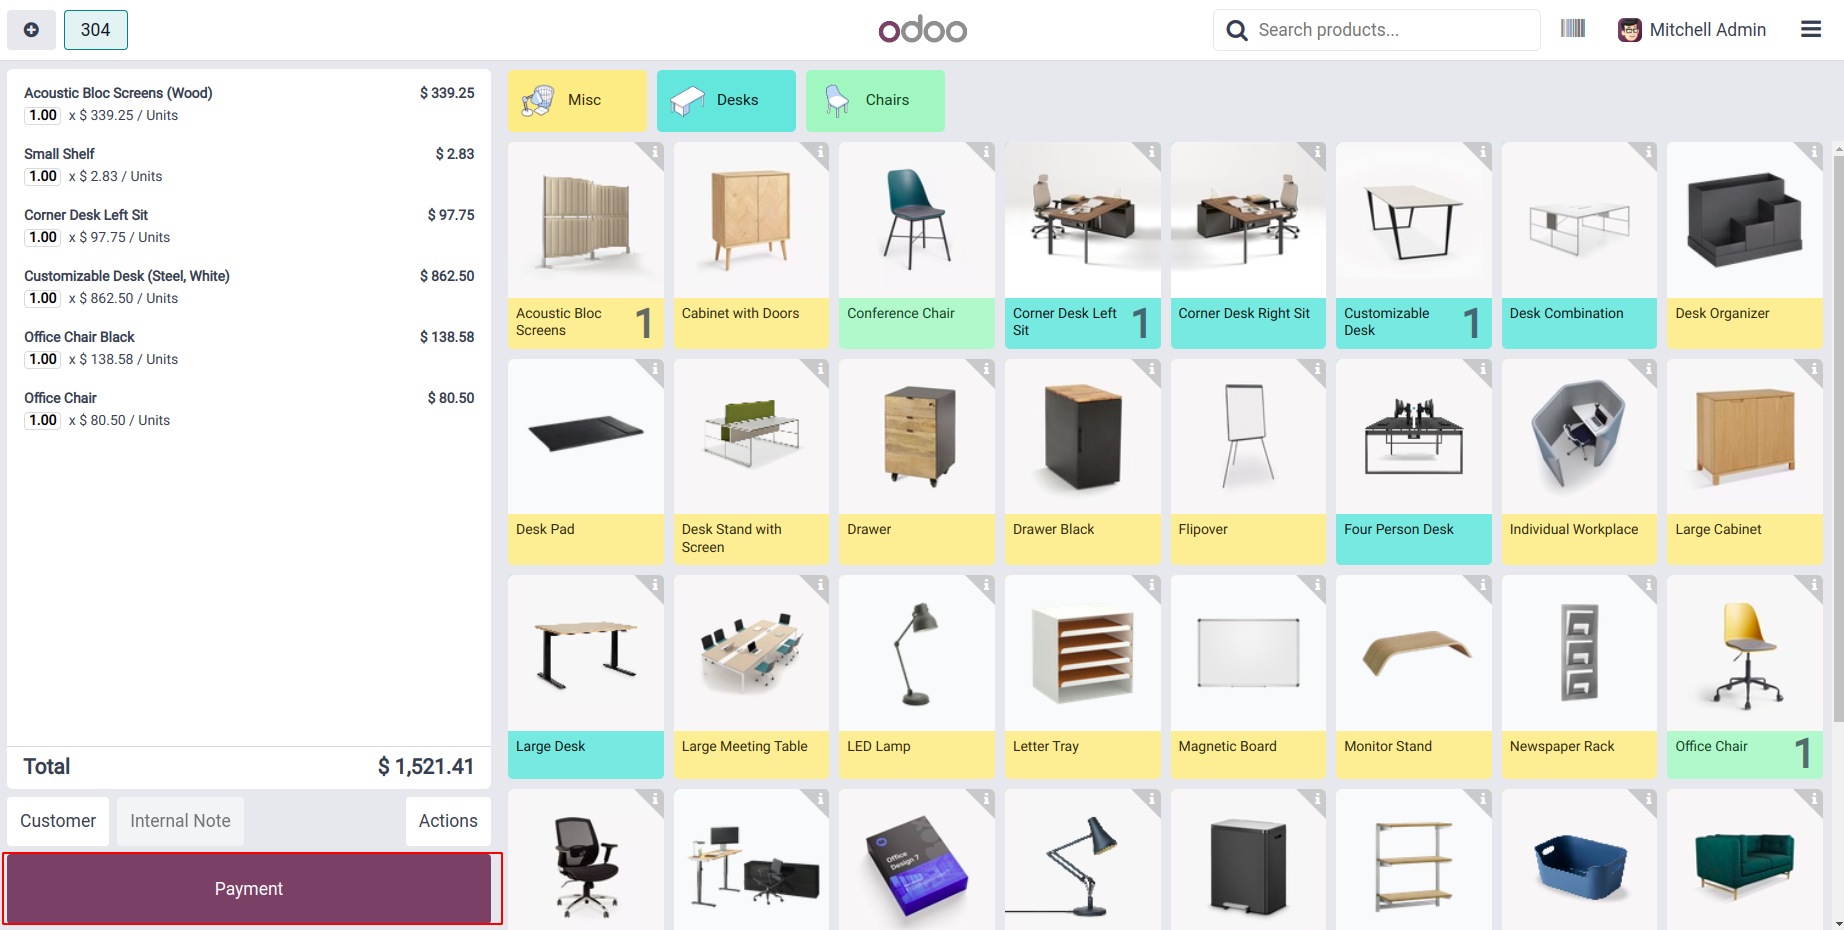 304
odoo
Search products...
Mitchell Admin
Acoustic Bloc Screens (Wood) $ 339.25
1.00 x $ 339.25 / Units
Small Shelf $ 2.83
1.00 x $ 2.83 / Units
Corner Desk Left Sit $ 97.75
1.00 x $ 97.75 / Units
Customizable Desk (Steel, White) $ 862.50
1.00 x $ 862.50 / Units
Office Chair Black $ 138.58
1.00 x $ 138.58 / Units
Office Chair $ 80.50
1.00 x $ 80.50 / Units
Total $ 1,521.41
Customer
Internal Note
Actions
Payment
Misc
Desks
Chairs
Acoustic Bloc
Screens
1
Cabinet with Doors
Conference Chair
Corner Desk Left
Sit
1
Corner Desk Right Sit
Customizable
Desk
1
Desk Combination
Desk Organizer
Desk Pad
Desk Stand with
Screen
Drawer
Drawer Black
Flipover
Four Person Desk
Individual Workplace
Large Cabinet
Large Desk
Large Meeting Table
LED Lamp
Letter Tray
Magnetic Board
Monitor Stand
Newspaper Rack
Office Chair
1
Office
Design 7